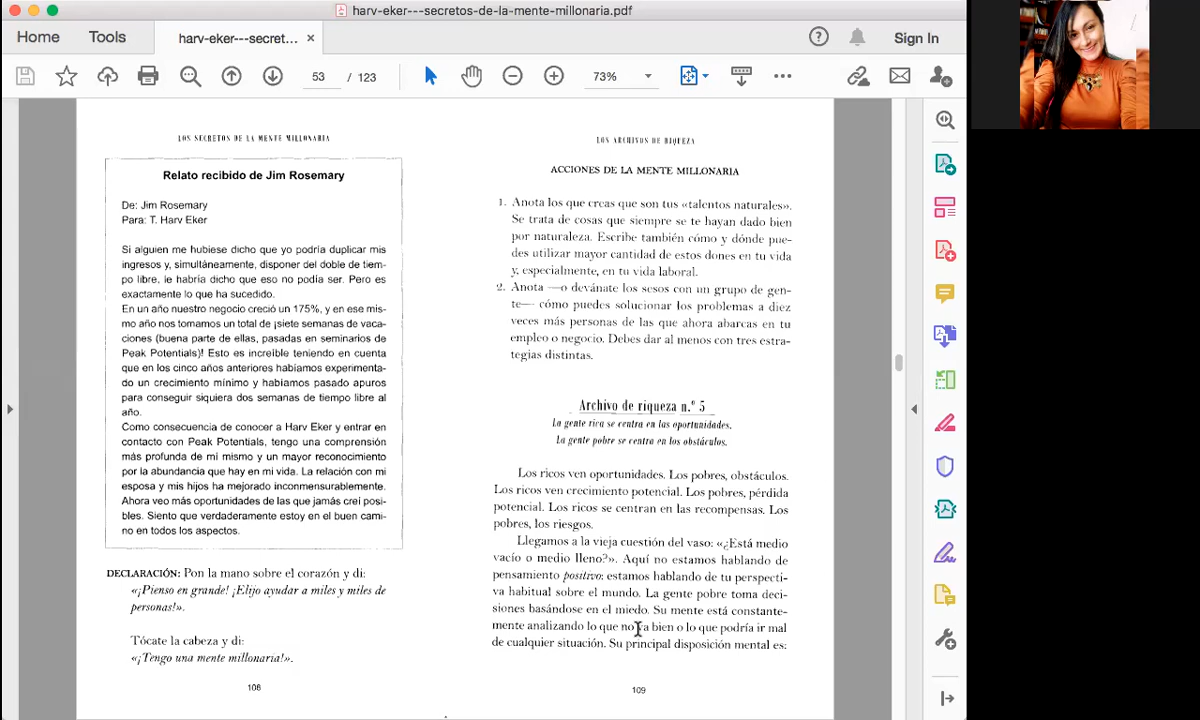 harv-eker---secretos-de-la-mente-millonaria.pdf
Home
Tools
harv-eker---secret...
Sign In
53
/ 123
73%
LOS SECRETOS DE LA MENTE MILLONARIA
Relato recibido de Jim Rosemary
De: Jim Rosemary
Para: T. Harv Eker
Si alguien me hubiese dicho que yo podría duplicar mis
ingresos y, simultáneamente, disponer del doble de tiem-
po libre, le habría dicho que eso no podía ser. Pero es
exactamente lo que ha sucedido.
En un año nuestro negocio creció un 175%, y en ese mis-
mo año nos tomamos un total de ¡siete semanas de vaca-
ciones (buena parte de ellas, pasadas en seminarios de
Peak Potentials)! Esto es increíble teniendo en cuenta
que en los cinco años anteriores habíamos experimenta-
do un crecimiento mínimo y habíamos pasado apuros
para conseguir siquiera dos semanas de tiempo libre al
año.
Como consecuencia de conocer a Harv Eker y entrar en
contacto con Peak Potentials, tengo una comprensión
más profunda de mí mismo y un mayor reconocimiento
por la abundancia que hay en mi vida. La relación con mi
esposa y mis hijos ha mejorado inconmensurablemente.
Ahora veo más oportunidades de las que jamás creí posi-
bles. Siento que verdaderamente estoy en el buen cami-
no en todos los aspectos.
DECLARACIÓN: Pon la mano sobre el corazón y di:
«¡Pienso en grande! ¡Elijo ayudar a miles y miles de
personas!».
Tócate la cabeza y di:
«¡Tengo una mente millonaria!».
108
LOS ARCHIVOS DE RIQUEZA
ACCIONES DE LA MENTE MILLONARIA
1. Anota los que creas que son tus «talentos naturales».
Se trata de cosas que siempre se te hayan dado bien
por naturaleza. Escribe también cómo y dónde pue-
des utilizar mayor cantidad de estos dones en tu vida
y, especialmente, en tu vida laboral.
2. Anota —o devánate los sesos con un grupo de gen-
te— cómo puedes solucionar los problemas a diez
veces más personas de las que ahora abarcas en tu
empleo o negocio. Debes dar al menos con tres estra-
tegias distintas.
Archivo de riqueza n.º 5
La gente rica se centra en las oportunidades.
La gente pobre se centra en los obstáculos.
Los ricos ven oportunidades. Los pobres, obstáculos.
Los ricos ven crecimiento potencial. Los pobres, pérdida
potencial. Los ricos se centran en las recompensas. Los
pobres, los riesgos.
Llegamos a la vieja cuestión del vaso: «¿Está medio
vacío o medio lleno?». Aquí no estamos hablando de
pensamiento positivo: estamos hablando de tu perspecti-
va habitual sobre el mundo. La gente pobre toma deci-
siones basándose en el miedo. Su mente está constante-
mente analizando lo que no va bien o lo que podría ir mal
de cualquier situación. Su principal disposición mental es:
109